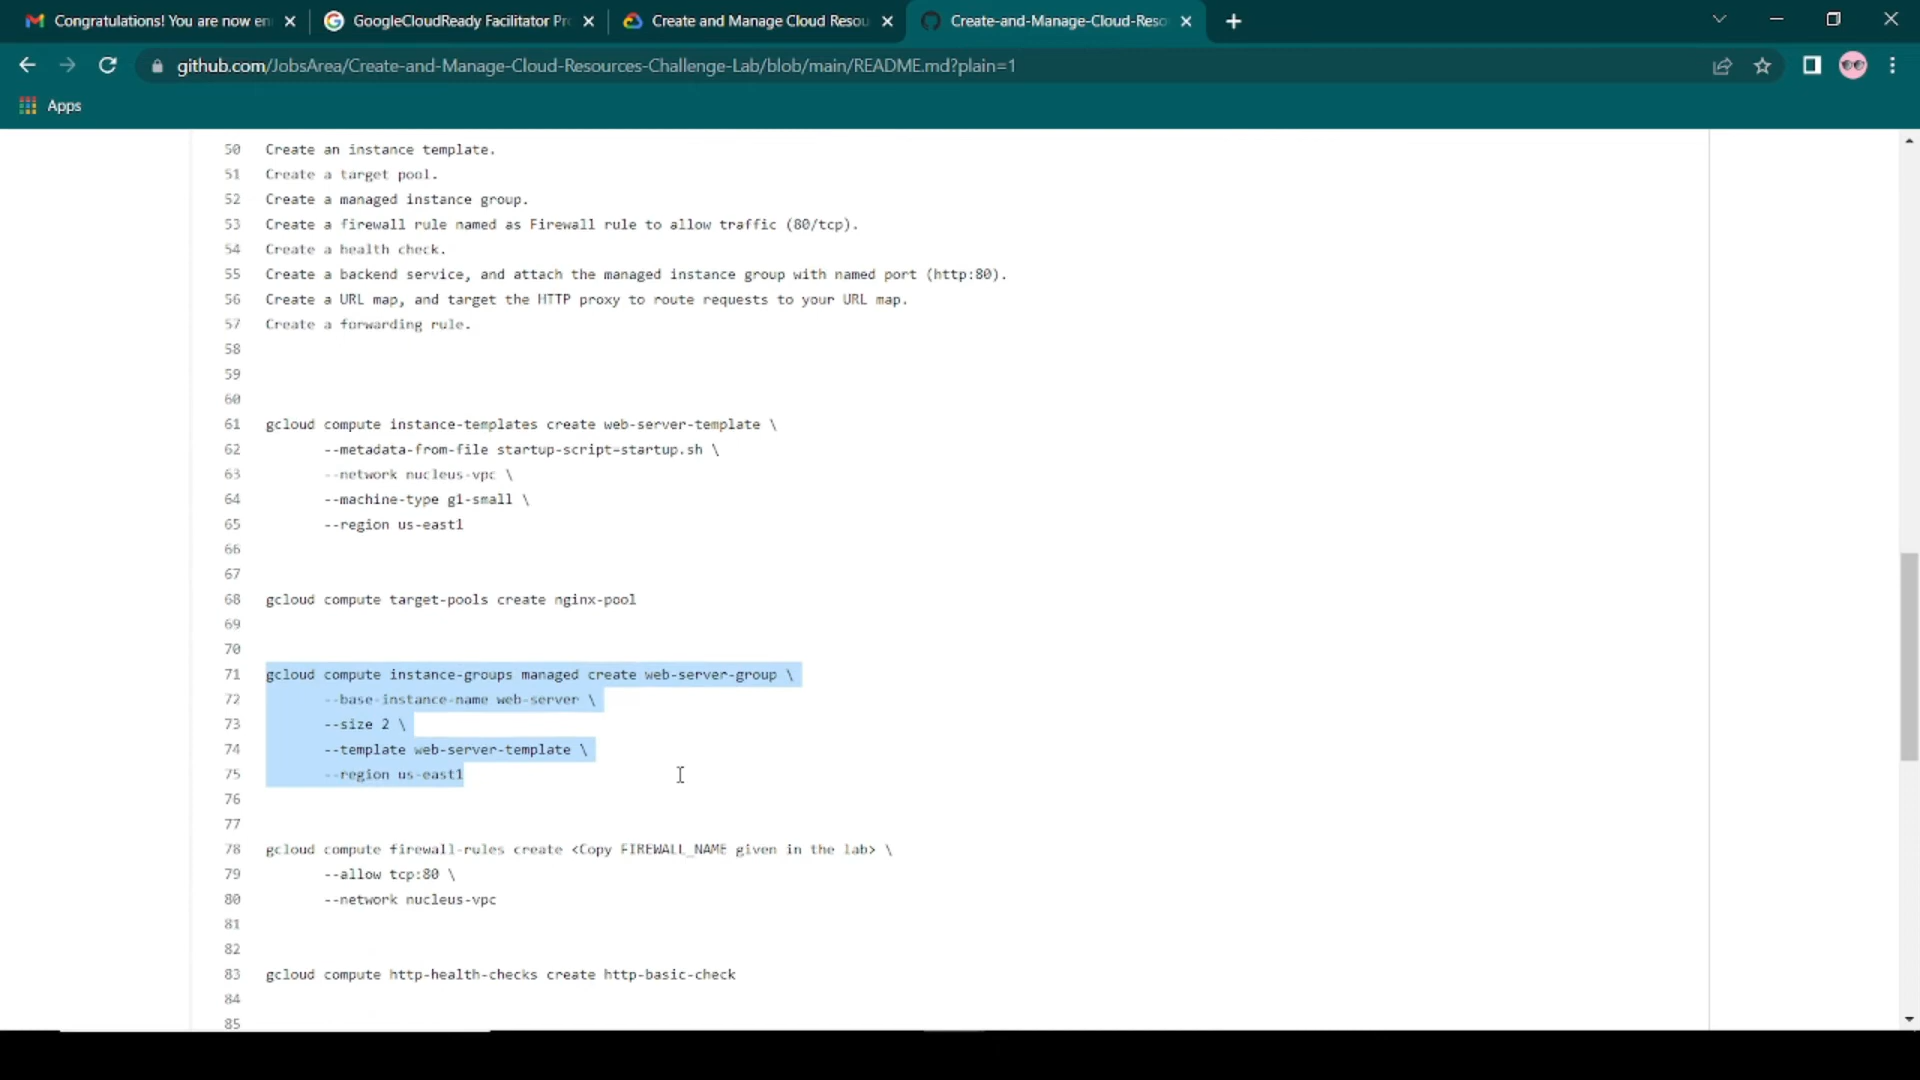 Congratulations! You are now en
GoogleCloudReady Facilitator Pr
Create and Manage Cloud Resou
Create-and-Manage-Cloud-Reso
github.com/JobsArea/Create-and-Manage-Cloud-Resources-Challenge-Lab/blob/main/README.md?plain=1
Apps
50 Create an instance template.
51 Create a target pool.
52 Create a managed instance group.
53 Create a firewall rule named as Firewall rule to allow traffic (80/tcp).
54 Create a health check.
55 Create a backend service, and attach the managed instance group with named port (http:80).
56 Create a URL map, and target the HTTP proxy to route requests to your URL map.
57 Create a forwarding rule.
58
59
60
61 gcloud compute instance-templates create web-server-template \
62 --metadata-from-file startup-script=startup.sh \
63 --network nucleus-vpc \
64 --machine-type g1-small \
65 --region us-east1
66
67
68 gcloud compute target-pools create nginx-pool
69
70
71 gcloud compute instance-groups managed create web-server-group \
72 --base-instance-name web-server \
73 --size 2 \
74 --template web-server-template \
75 --region us-east1
76
77
78 gcloud compute firewall-rules create <Copy FIREWALL_NAME given in the lab> \
79 --allow tcp:80 \
80 --network nucleus-vpc
81
82
83 gcloud compute http-health-checks create http-basic-check
84
85